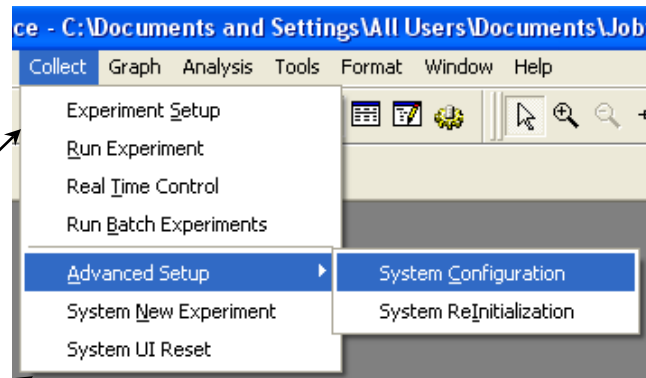 ce - C:\Documents and Settings\All Users\Documents\Job
Collect Graph Analysis Tools Format Window Help
Experiment Setup
Run Experiment
Real Time Control
Run Batch Experiments
Advanced Setup
System Configuration
System New Experiment
System ReInitialization
System UI Reset